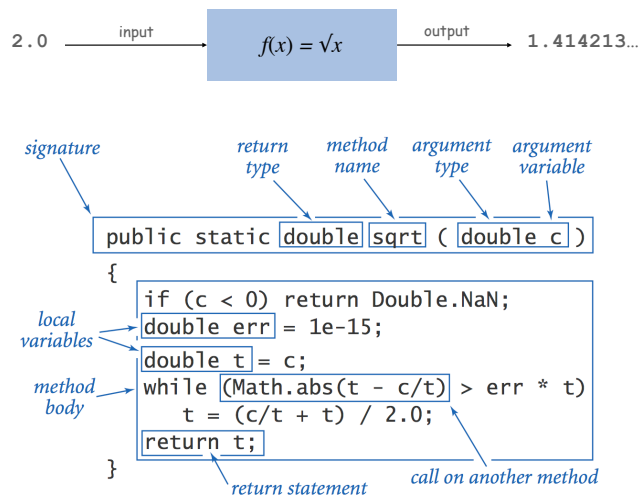 2.0 input f(x) = √x output 1.414213...
signature return type method name argument type argument variable
public static double sqrt ( double c )
{
if (c < 0) return Double.NaN;
local variables
double err = 1e-15;
double t = c;
method body
while (Math.abs(t - c/t) > err * t)
t = (c/t + t) / 2.0;
return t;
}
return statement
call on another method